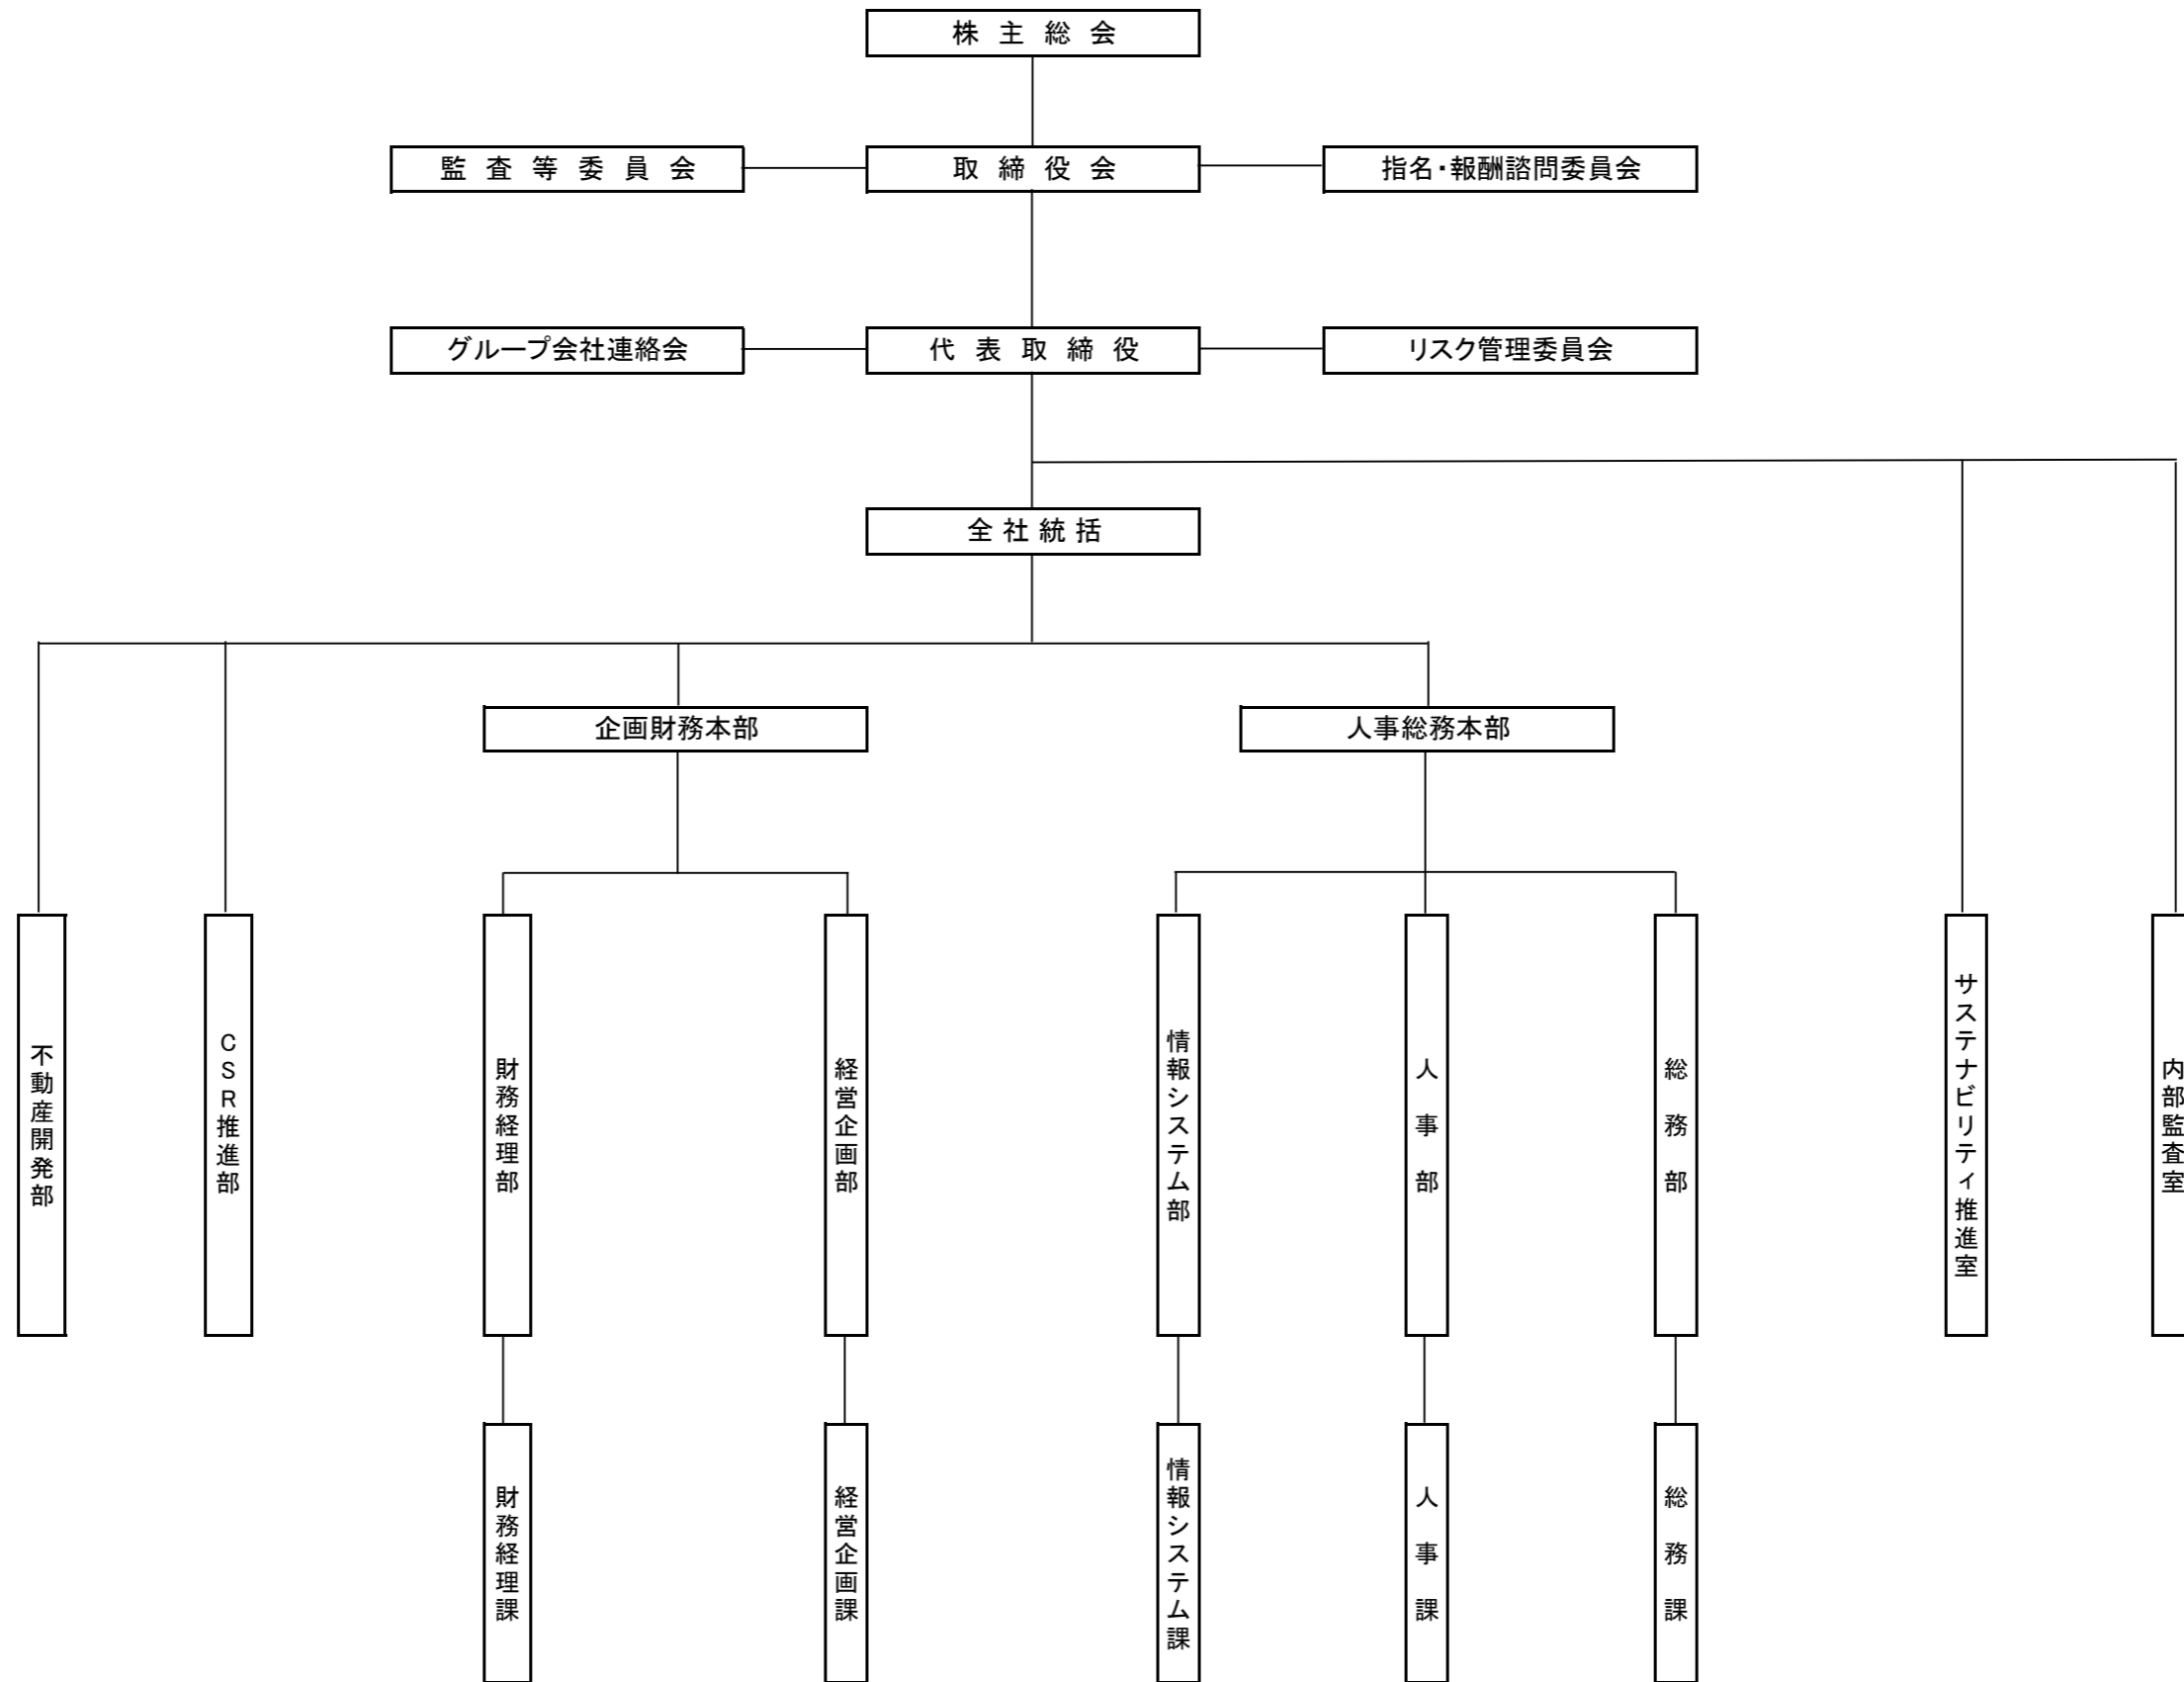 株主総会
監査等委員会
取締役会
指名・報酬諮問委員会
グループ会社連絡会
代表取締役
リスク管理委員会
全社統括
企画財務本部
人事総務本部
不動産開発部
CSR推進部
財務経理部
経営企画部
情報システム部
人事部
総務部
サステナビリティ推進室
内部監査室
財務経理課
経営企画課
情報システム課
人事課
総務課